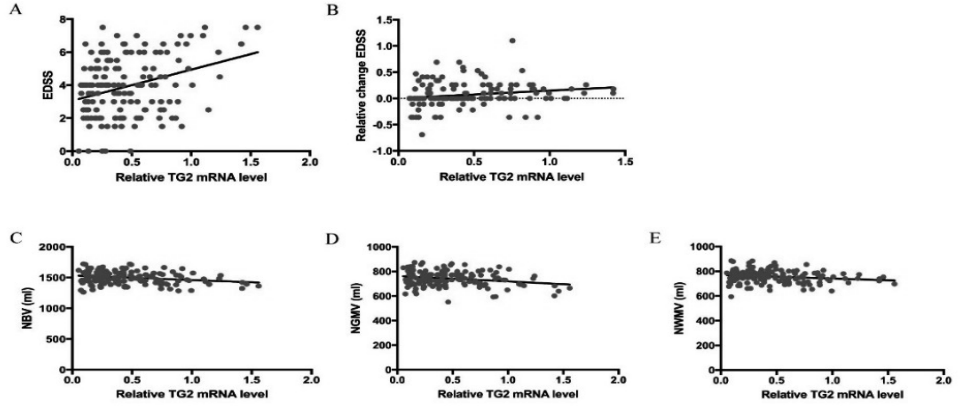 A
8
6
4
2
0
EDSS
0.0 0.5 1.0 1.5 2.0
Relative TG2 mRNA level
B
1.5
1.0
0.5
0.0
-0.5
-1.0
Relative change EDSS
0.0 0.5 1.0 1.5
Relative TG2 mRNA level
C
2000
1500
1000
500
0
NBV (ml)
0.0 0.5 1.0 1.5 2.0
Relative TG2 mRNA level
D
1000
800
600
400
200
0
NGMV (ml)
0.0 0.5 1.0 1.5 2.0
Relative TG2 mRNA level
E
1000
800
600
400
200
0
NWMV (ml)
0.0 0.5 1.0 1.5 2.0
Relative TG2 mRNA level